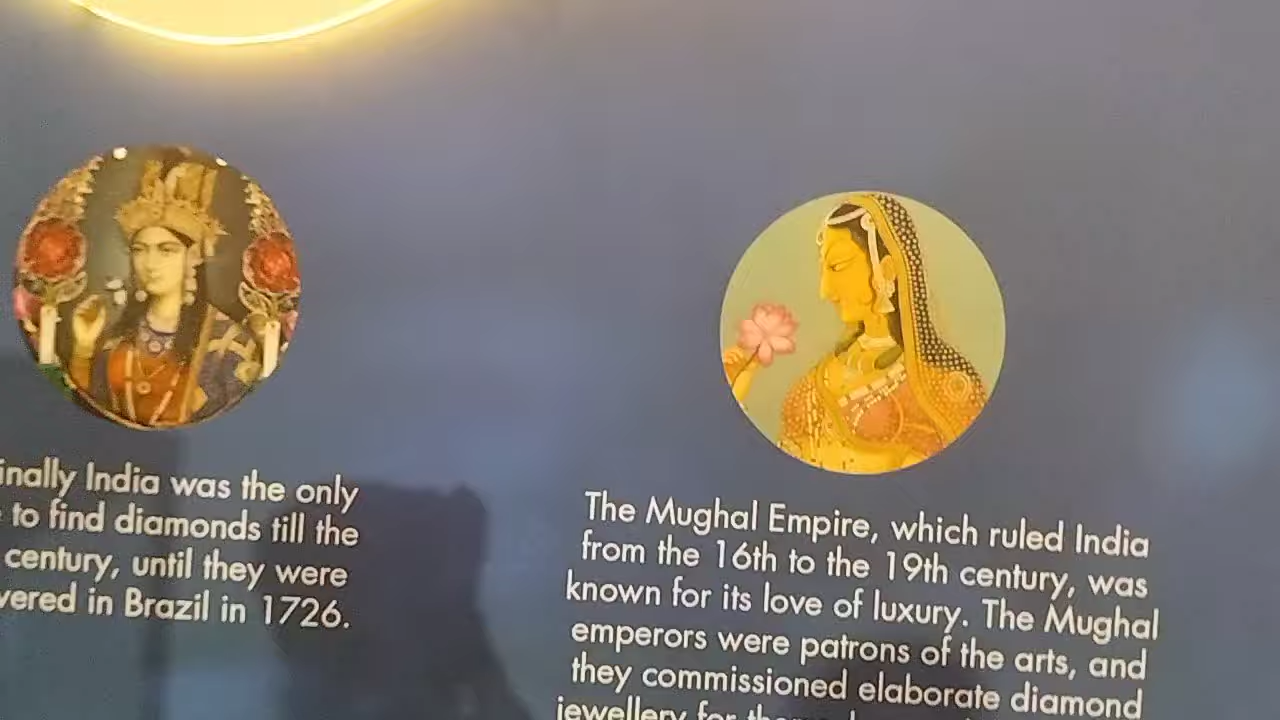 inally India was the only
to find diamonds till the
century, until they were
vered in Brazil in 1726.
The Mughal Empire, which ruled India
from the 16th to the 19th century, was
known for its love of luxury. The Mughal
emperors were patrons of the arts, and
they commissioned elaborate diamond
jewellery for